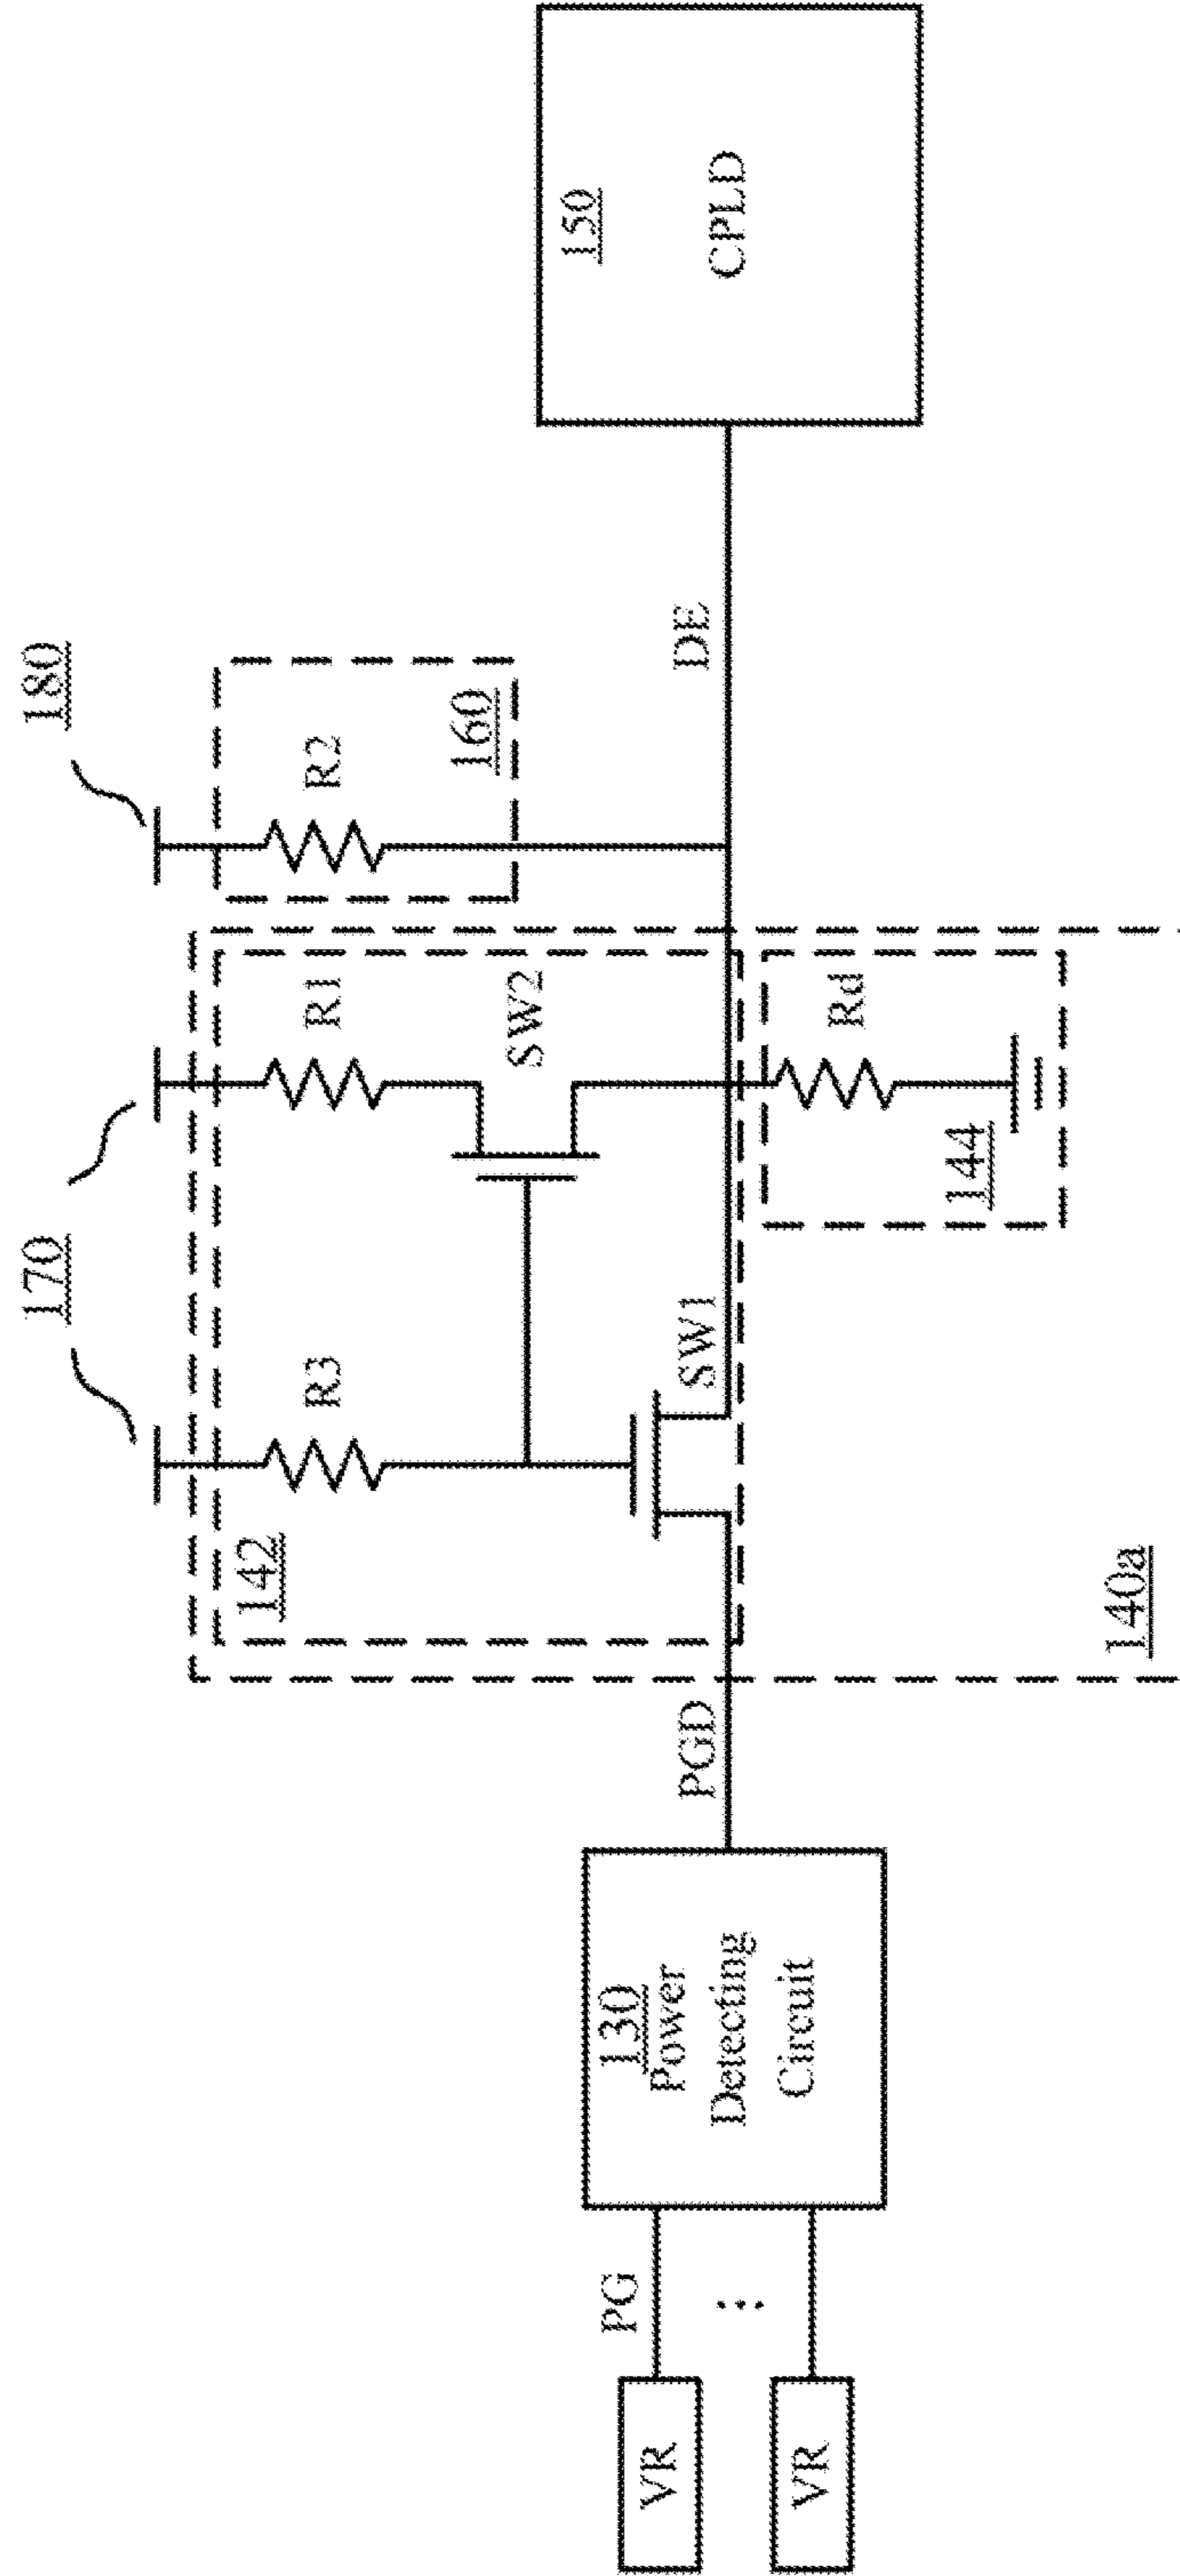 VR
VR
PG
130
Power
Detecting
Circuit
PGD
140a
142
R3
SW1
170
R1
SW2
144
Rd
180
R2
160
DE
150
CPLD